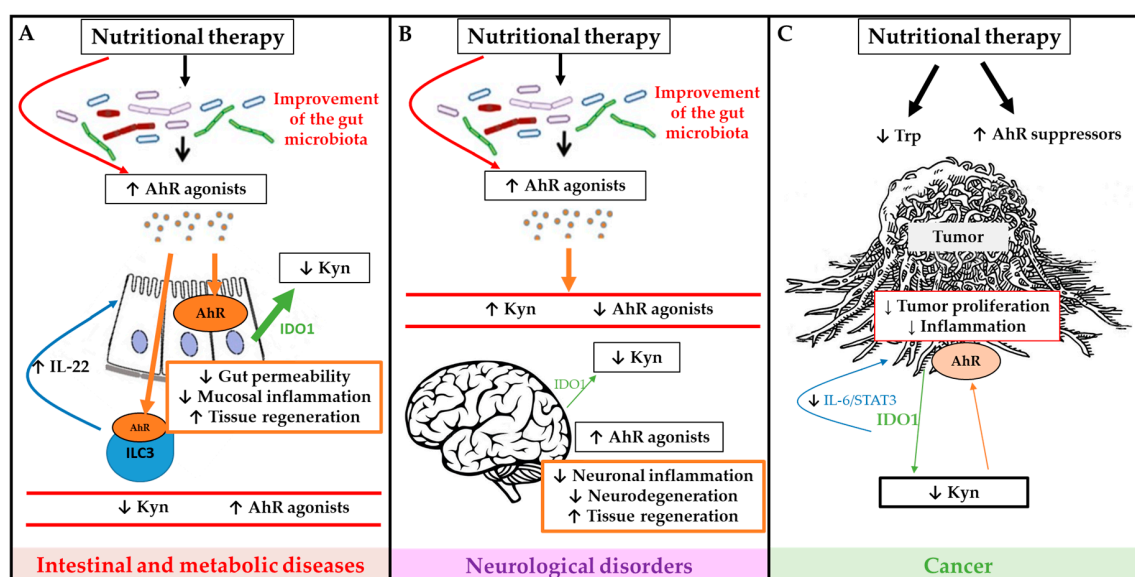 A
Nutritional therapy
Improvement
of the gut
microbiota
↑ AhR agonists
↓ Kyn
AhR
IDO1
↑ IL-22
↓ Gut permeability
↓ Mucosal inflammation
↑ Tissue regeneration
AhR
ILC3
↓ Kyn ↑ AhR agonists
Intestinal and metabolic diseases
B
Nutritional therapy
Improvement
of the gut
microbiota
↑ AhR agonists
↑ Kyn ↓ AhR agonists
↓ Kyn
IDO1
↑ AhR agonists
↓ Neuronal inflammation
↓ Neurodegeneration
↑ Tissue regeneration
Neurological disorders
C
Nutritional therapy
↓ Trp ↑ AhR suppressors
Tumor
↓ Tumor proliferation
↓ Inflammation
AhR
↓ IL-6/STAT3
IDO1
↓ Kyn
Cancer